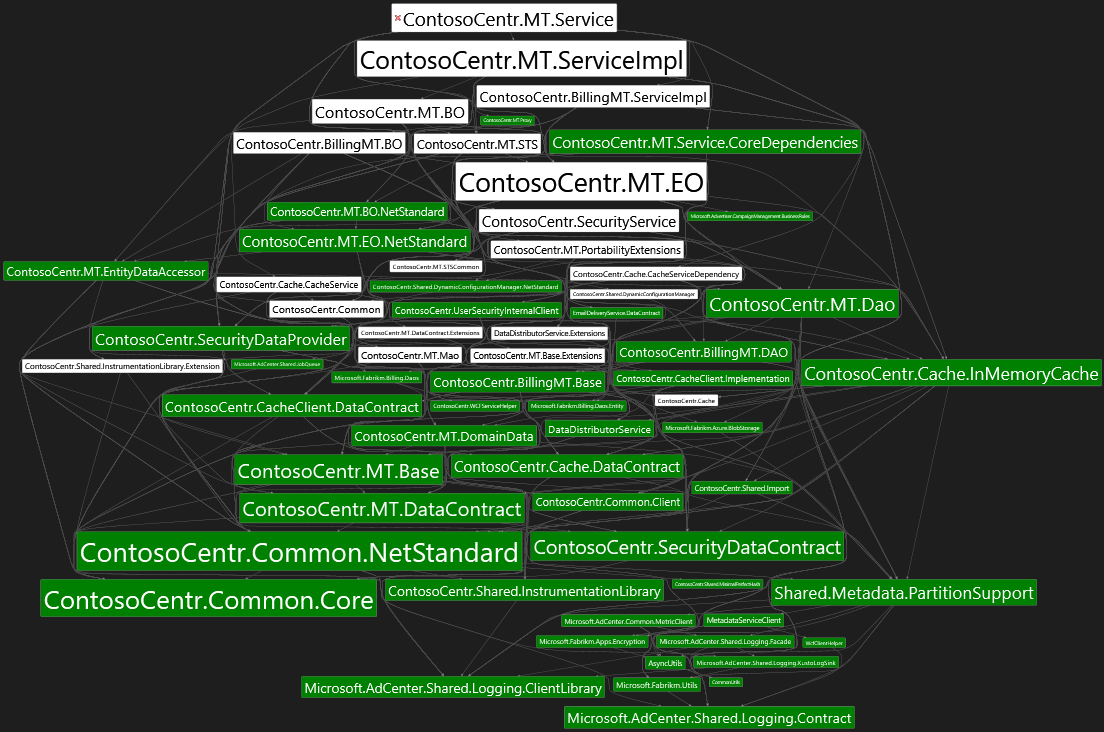 ContosoCentr.MT.Service
ContosoCentr.MT.ServiceImpl
ContosoCentr.BillingMT.ServiceImpl
ContosoCentr.MT.BO
ContosoCentr.MT.Proxy
ContosoCentr.BillingMT.BO
ContosoCentr.MT.STS
ContosoCentr.MT.Service.CoreDependencies
ContosoCentr.MT.EO
ContosoCentr.MT.BO.NetStandard
ContosoCentr.SecurityService
Microsoft.Advertiser.CampaignManagement.BusinessRules
ContosoCentr.MT.EO.NetStandard
ContosoCentr.MT.PortabilityExtensions
ContosoCentr.MT.EntityDataAccessor
ContosoCentr.MT.STSCommon
ContosoCentr.Cache.CacheServiceDependency
ContosoCentr.Cache.CacheService
ContosoCentr.Shared.DynamicConfigurationManager.NetStandard
ContosoCentr.Shared.DynamicConfigurationManager
ContosoCentr.MT.Dao
ContosoCentr.Common
ContosoCentr.UserSecurityInternalClient
EmailDeliveryService.DataContract
ContosoCentr.SecurityDataProvider
ContosoCentr.MT.DataContract.Extensions
DataDistributorService.Extensions
ContosoCentr.MT.Mao
ContosoCentr.MT.Base.Extensions
ContosoCentr.BillingMT.DAO
ContosoCentr.Shared.InstrumentationLibrary.Extension
Microsoft.AdCenter.Shared.JobQueue
Microsoft.Fabrikm.Billing.Daos
ContosoCentr.BillingMT.Base
ContosoCentr.CacheClient.Implementation
ContosoCentr.Cache.InMemoryCache
ContosoCentr.CacheClient.DataContract
ContosoCentr.WCFServiceHelper
Microsoft.Fabrikm.Billing.Daos.Entity
ContosoCentr.Cache
ContosoCentr.MT.DomainData
DataDistributorService
Microsoft.Fabrikm.Azure.BlobStorage
ContosoCentr.MT.Base
ContosoCentr.Cache.DataContract
ContosoCentr.Shared.Import
ContosoCentr.MT.DataContract
ContosoCentr.Common.Client
ContosoCentr.Common.NetStandard
ContosoCentr.SecurityDataContract
ContosoCentr.Common.Core
ContosoCentr.Shared.InstrumentationLibrary
ContosoCentr.Shared.MinimalPerfectHash
Shared.Metadata.PartitionSupport
Microsoft.AdCenter.Common.MetricClient
MetadataServiceClient
Microsoft.Fabrikm.Apps.Encryption
Microsoft.AdCenter.Shared.Logging.Facade
WcfClientHelper
AsyncUtils
Microsoft.AdCenter.Shared.Logging.KustoLogSink
Microsoft.AdCenter.Shared.Logging.ClientLibrary
Microsoft.Fabrikm.Utils
CommonUtils
Microsoft.AdCenter.Shared.Logging.Contract